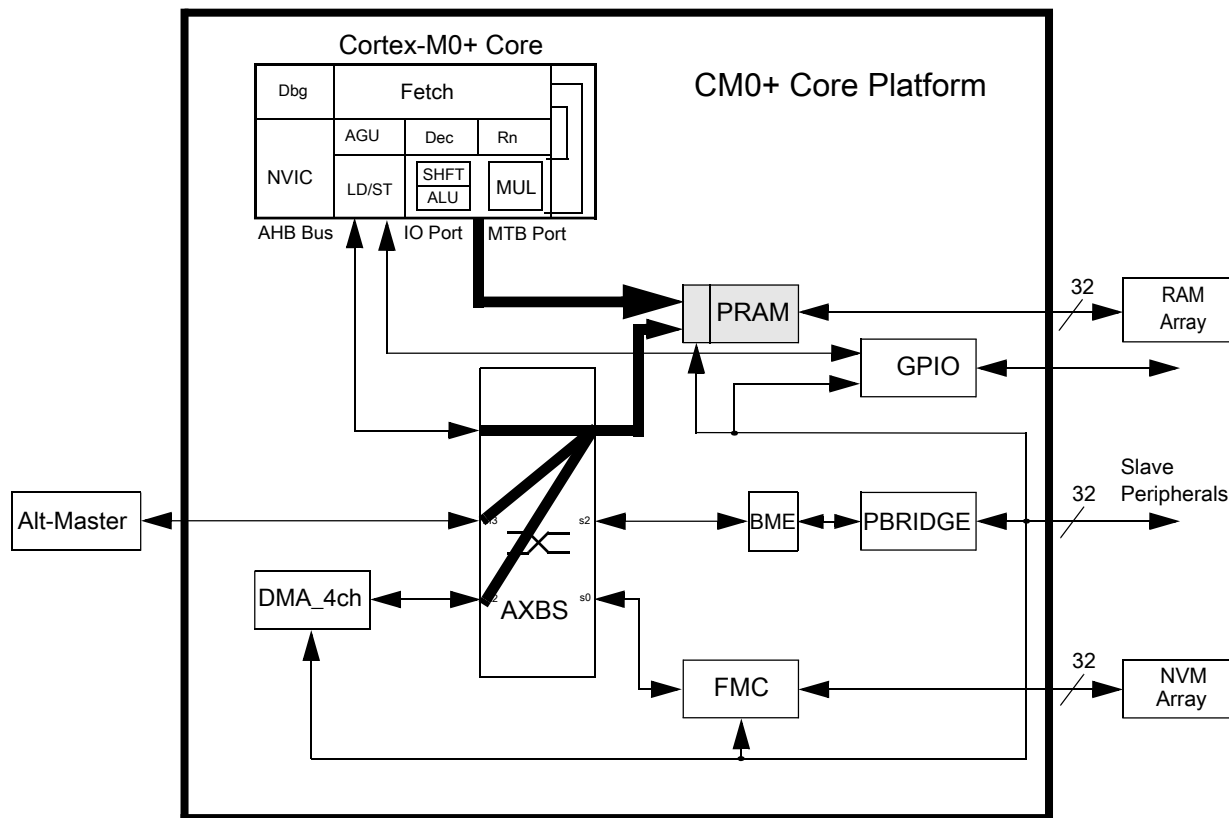 Cortex-M0+ Core
CM0+ Core Platform
Dbg
Fetch
AGU
Dec
Rn
NVIC
LD/ST
SHFT
ALU
MUL
AHB Bus
IO Port
MTB Port
PRAM
32
RAM
Array
GPIO
Slave
Peripherals
Alt-Master
s2
BME
PBRIDGE
32
DMA_4ch
AXBS
s0
FMC
32
NVM
Array